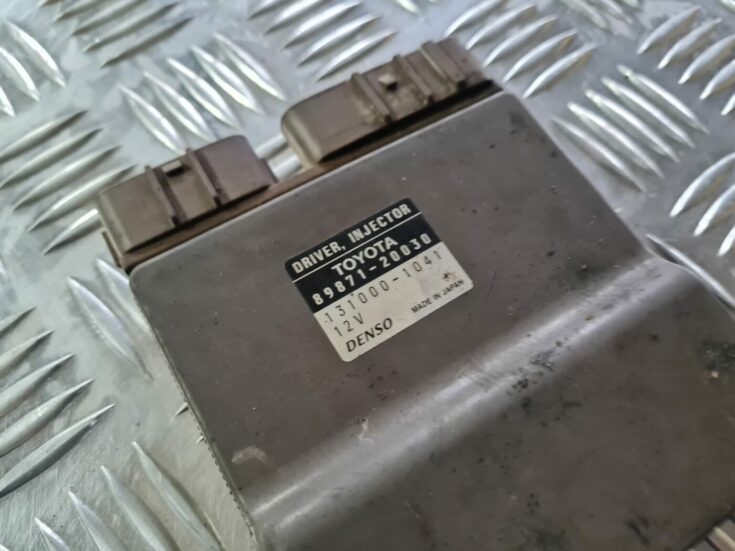 DRIVER, INJECTOR
TOYOTA
89871-20030
131000-1041
12V
DENSO MADE IN JAPAN